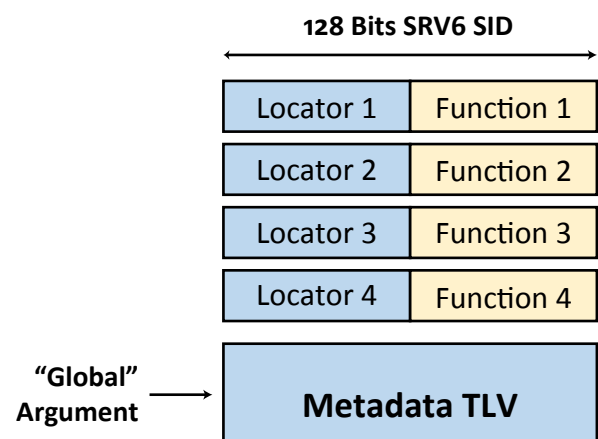 128 Bits SRV6 SID
Locator 1 Function 1
Locator 2 Function 2
Locator 3 Function 3
Locator 4 Function 4
“Global”
Argument
Metadata TLV